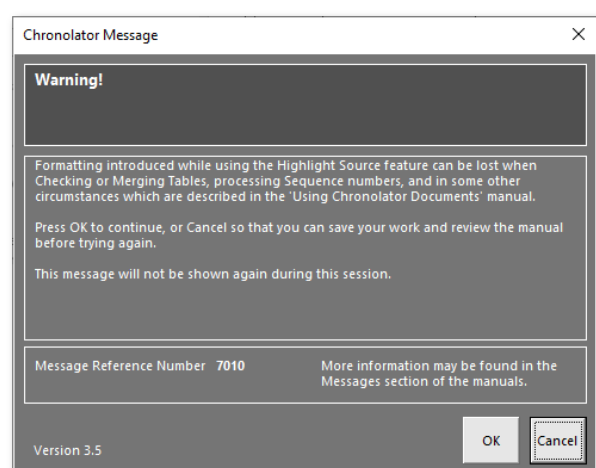 Chronolator Message
Warning!
Formatting introduced while using the Highlight Source feature can be lost when
Checking or Merging Tables, processing Sequence numbers, and in some other
circumstances which are described in the 'Using Chronolator Documents' manual.
Press OK to continue, or Cancel so that you can save your work and review the manual
before trying again.
This message will not be shown again during this session.
Message Reference Number 7010
More information may be found in the
Messages section of the manuals.
Version 3.5
OK
Cancel